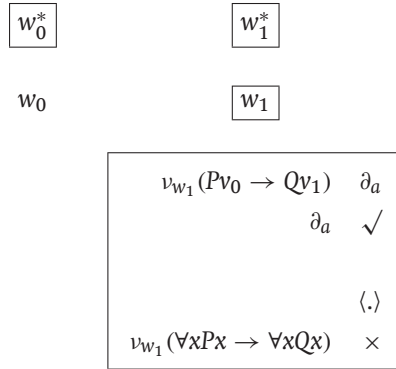 w₀* w₁*
w₀ w₁
ν_{w₁}(Pv₀ → Qv₁) ∂ₐ
∂ₐ √
⟨.⟩
ν_{w₁}(∀xPx → ∀xQx) ×